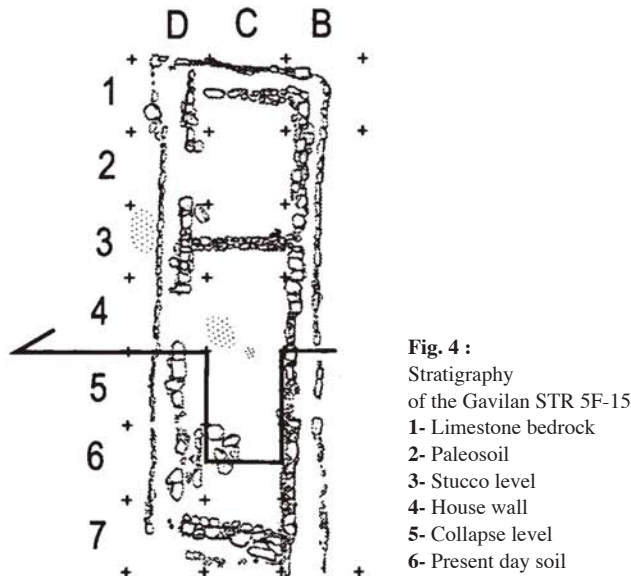 D C B
1
2
3
4
5
6
7
Fig. 4 :
Stratigraphy
of the Gavilan STR 5F-15
1- Limestone bedrock
2- Paleosoil
3- Stucco level
4- House wall
5- Collapse level
6- Present day soil